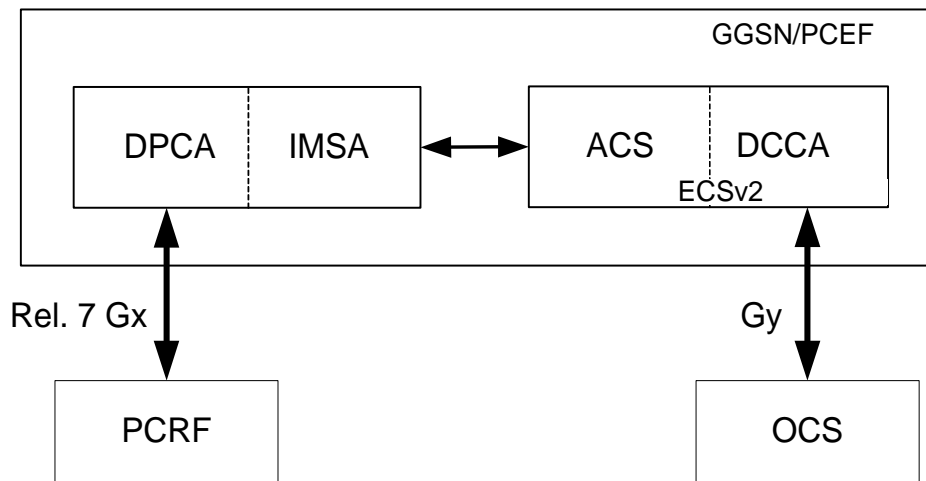 GGSN/PCEF
DPCA
IMSA
ACS
DCCA
ECSv2
Rel. 7 Gx
Gy
PCRF
OCS